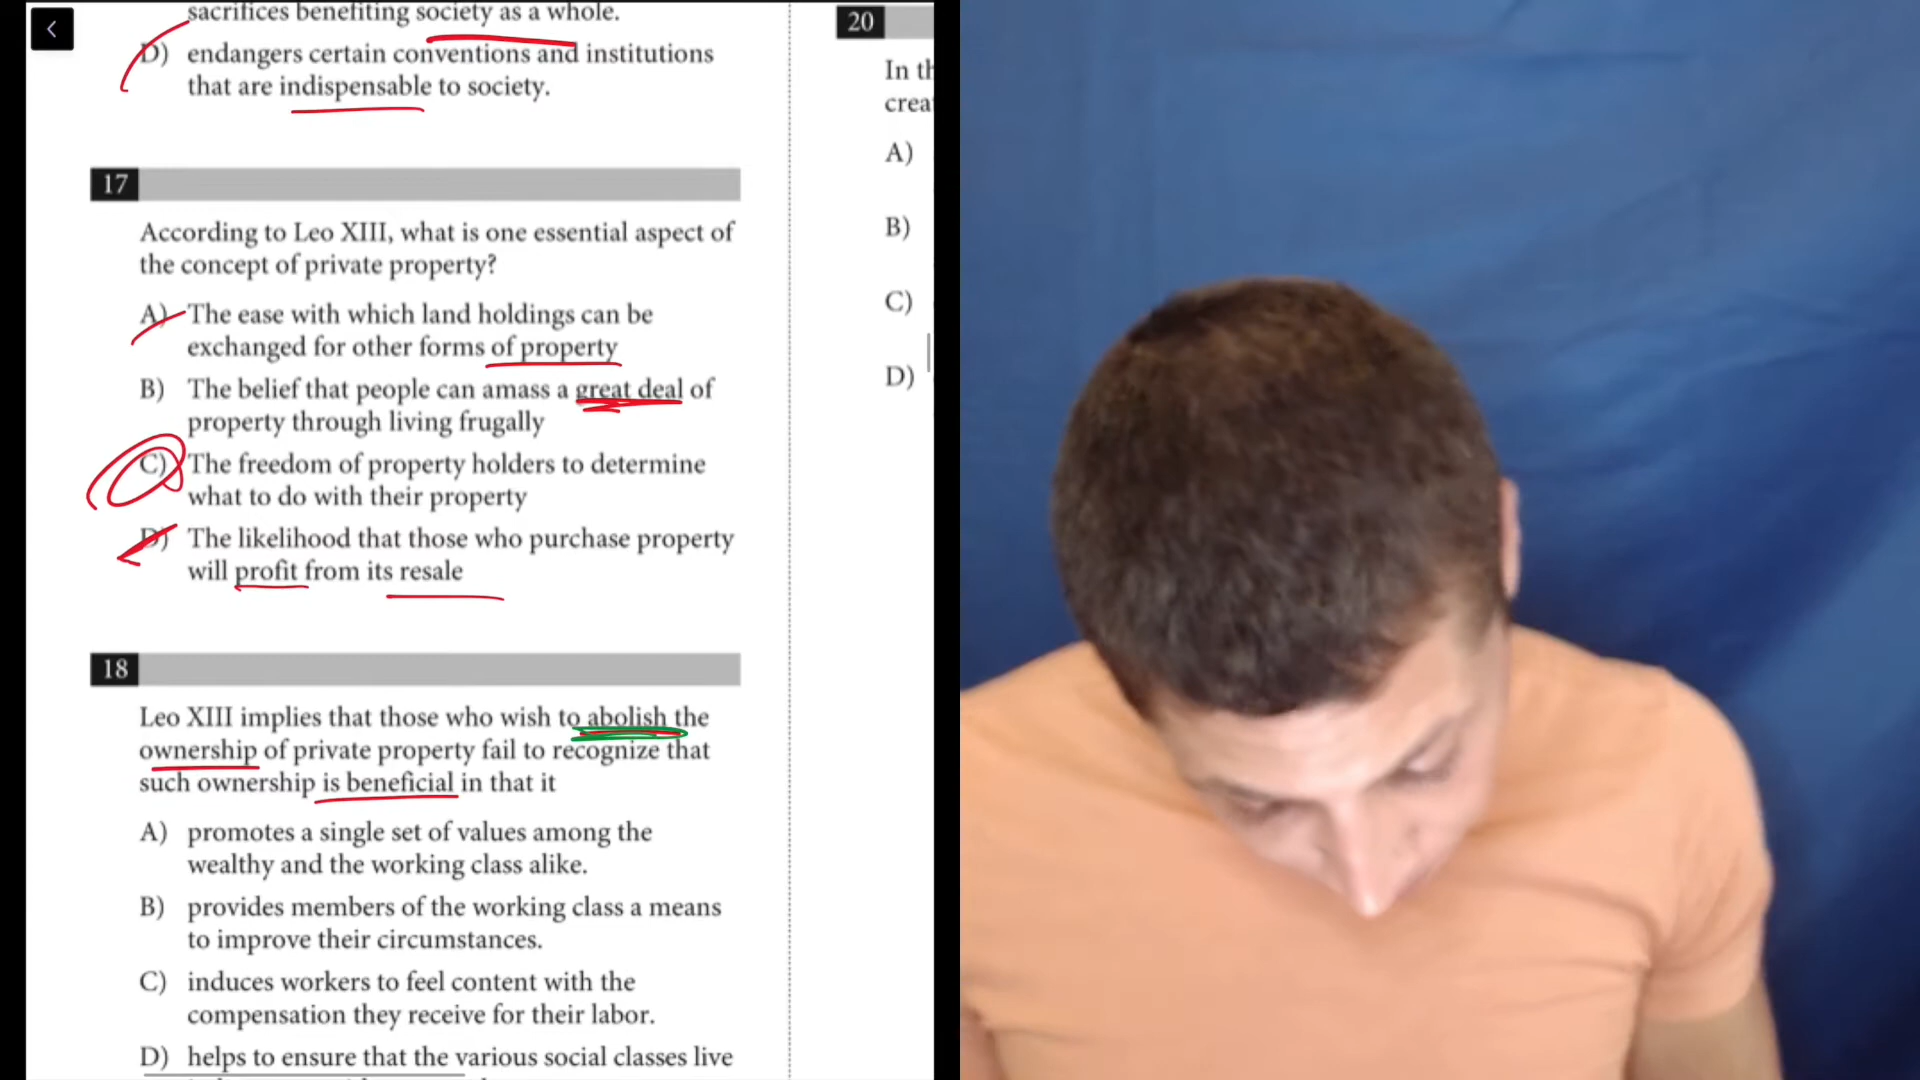 sacrifices benefiting society as a whole.
D) endangers certain conventions and institutions
that are indispensable to society.
17
According to Leo XIII, what is one essential aspect of
the concept of private property?
A) The ease with which land holdings can be
exchanged for other forms of property
B) The belief that people can amass a great deal of
property through living frugally
C) The freedom of property holders to determine
what to do with their property
D) The likelihood that those who purchase property
will profit from its resale
18
Leo XIII implies that those who wish to abolish the
ownership of private property fail to recognize that
such ownership is beneficial in that it
A) promotes a single set of values among the
wealthy and the working class alike.
B) provides members of the working class a means
to improve their circumstances.
C) induces workers to feel content with the
compensation they receive for their labor.
D) helps to ensure that the various social classes live
20
In
A)
B)
C)
D)